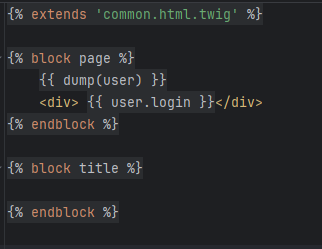 {% extends 'common.html.twig' %}
{% block page %}
{{ dump(user) }}
<div> {{ user.login }}</div>
{% endblock %}
{% block title %}
{% endblock %}